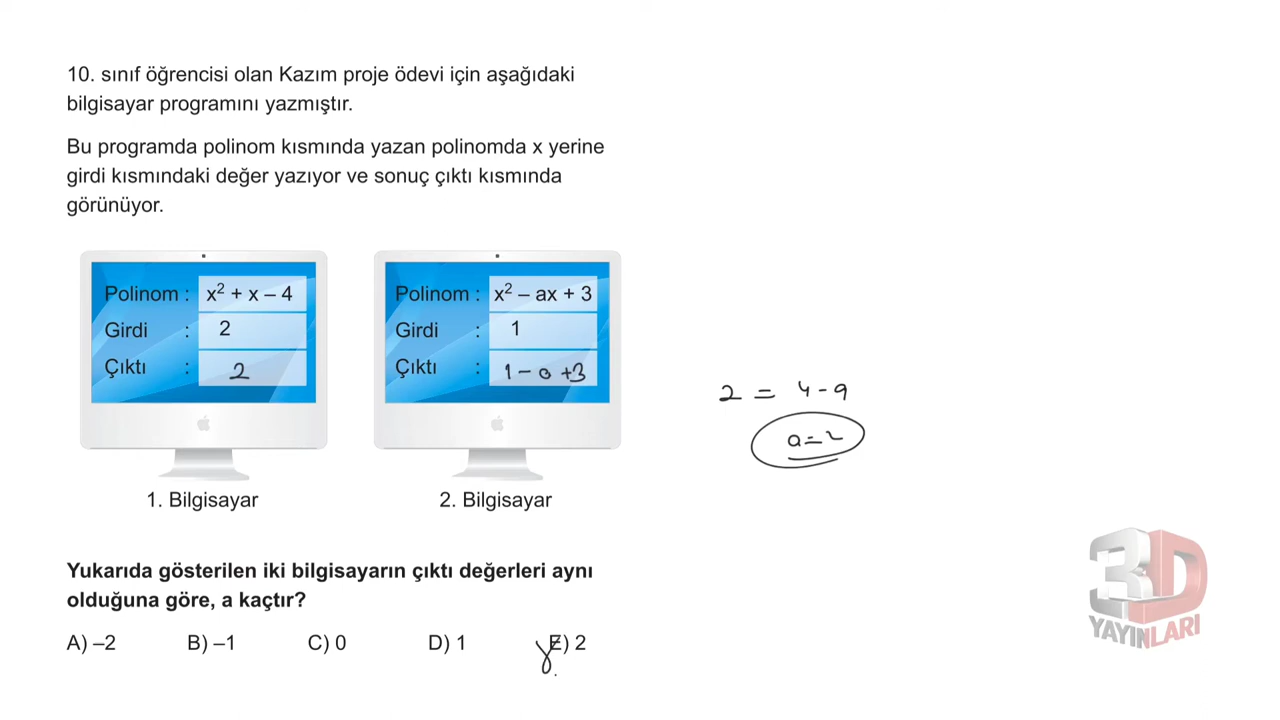 10. sınıf öğrencisi olan Kazım proje ödevi için aşağıdaki
bilgisayar programını yazmıştır.
Bu programda polinom kısmında yazan polinomda x yerine
girdi kısmındaki değer yazıyor ve sonuç çıktı kısmında
görünüyor.
Polinom : x² + x – 4
Girdi : 2
Çıktı : 2
1. Bilgisayar
Polinom : x² – ax + 3
Girdi : 1
Çıktı : 1 – a + 3
2. Bilgisayar
2 = 4 - a
a = 2
Yukarıda gösterilen iki bilgisayarın çıktı değerleri aynı
olduğuna göre, a kaçtır?
A) –2 B) –1 C) 0 D) 1 E) 2
3D
YAYINLARI